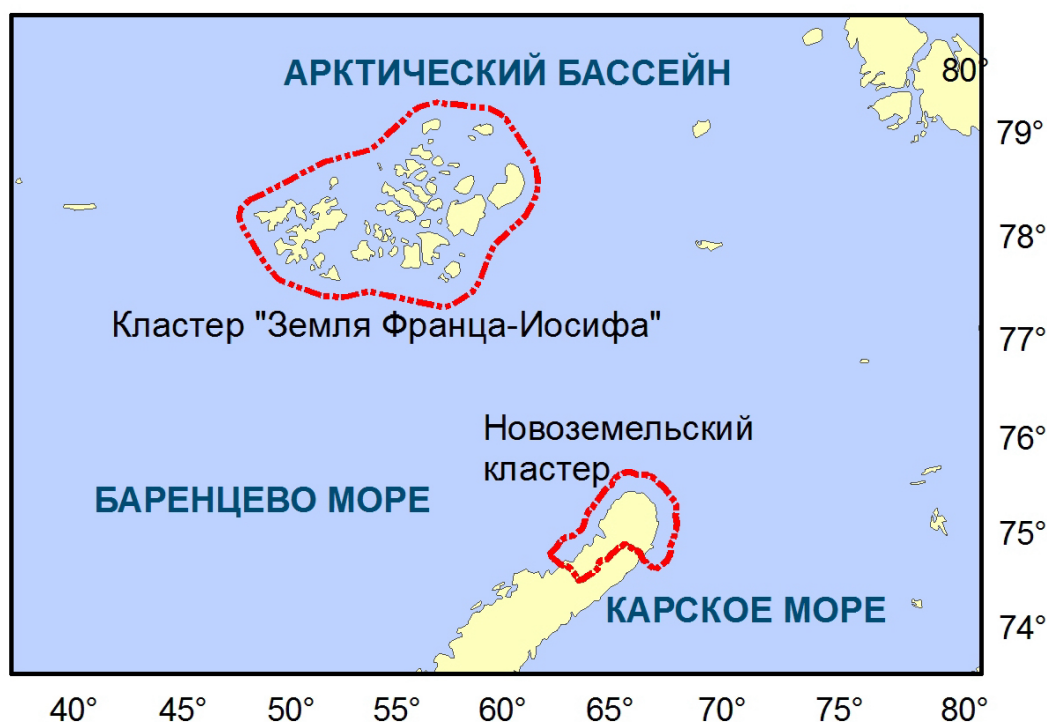 АРКТИЧЕСКИЙ БАССЕЙН
80°
79°
78°
Кластер "Земля Франца-Иосифа"
77°
Новоземельский
кластер
76°
БАРЕНЦЕВО МОРЕ
75°
КАРСКОЕ МОРЕ
74°
40° 45° 50° 55° 60° 65° 70° 75° 80°